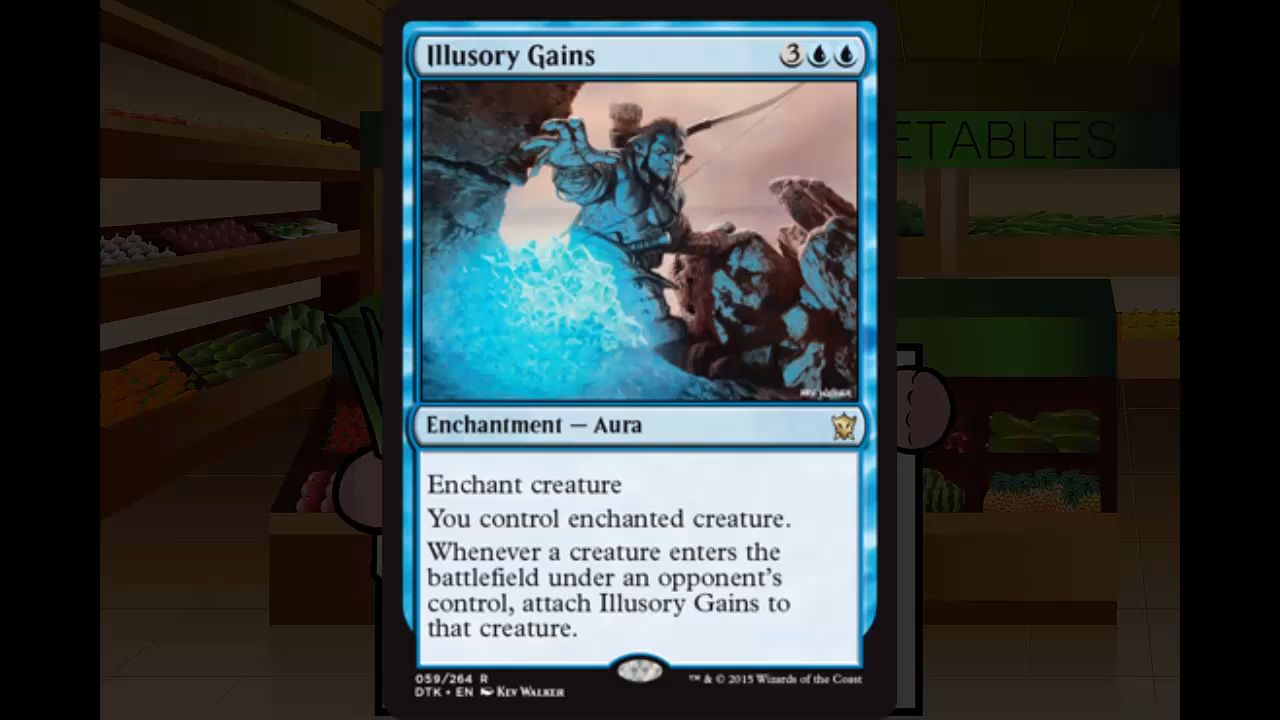 Illusory Gains 3
ETABLES
Enchantment — Aura
Enchant creature
You control enchanted creature.
Whenever a creature enters the
battlefield under an opponent's
control, attach Illusory Gains to
that creature.
059/264 R
DTK • EN Kev Walker
™ & © 2015 Wizards of the Coast